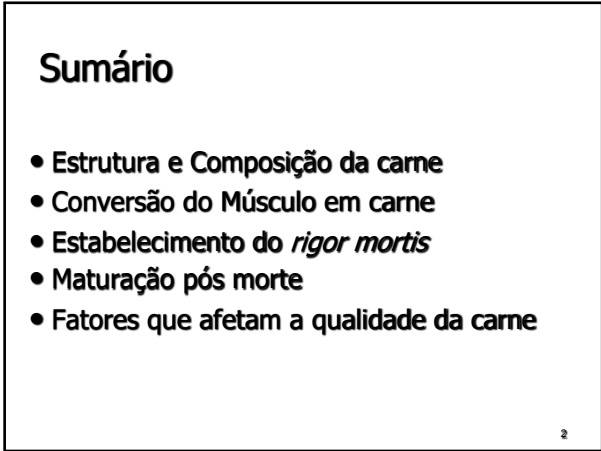 Sumário
• Estrutura e Composição da carne
• Conversão do Músculo em carne
• Estabelecimento do rigor mortis
• Maturação pós morte
• Fatores que afetam a qualidade da carne
2